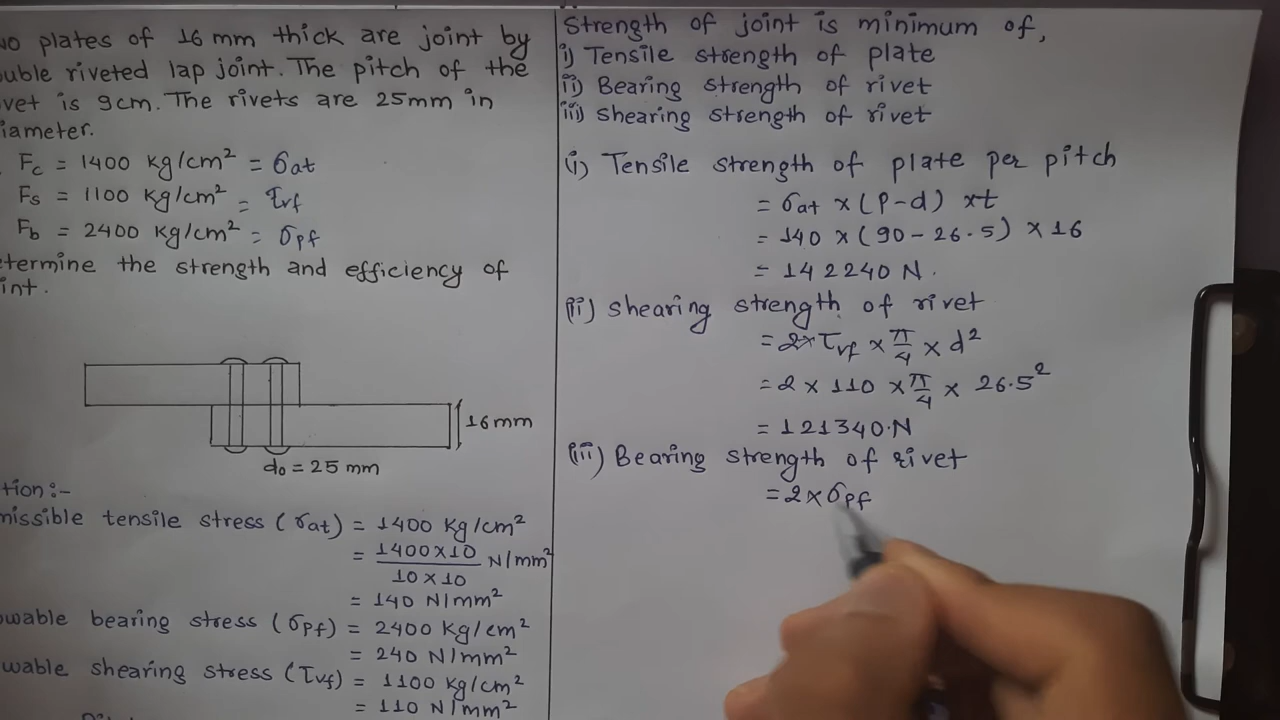 wo plates of 16 mm thick are joint by
ouble riveted lap joint. The pitch of the
vet is 9cm. The rivets are 25mm in
iameter.
Fc = 1400 kg/cm² = σat
Fs = 1100 kg/cm² = τvf
Fb = 2400 kg/cm² = σpf
termine the strength and efficiency of
int.
16mm
d₀ = 25 mm
tion:-
missible tensile stress (σat) = 1400 kg/cm²
= 1400×10 / 10×10 N/mm²
= 140 N/mm²
owable bearing stress (σpf) = 2400 kg/cm²
= 240 N/mm²
wable shearing stress (τvf) = 1100 kg/cm²
= 110 N/mm²
Strength of joint is minimum of,
i) Tensile strength of plate
ii) Bearing strength of rivet
iii) Shearing strength of rivet
(i) Tensile strength of plate per pitch
= σat × (P-d) ×t
= 140 × (90 - 26.5) × 16
= 142240 N.
(ii) Shearing strength of rivet
= 2× τvf × π/4 × d²
= 2 × 110 × π/4 × 26.5²
= 121340.N
(iii) Bearing strength of rivet
= 2 × σpf